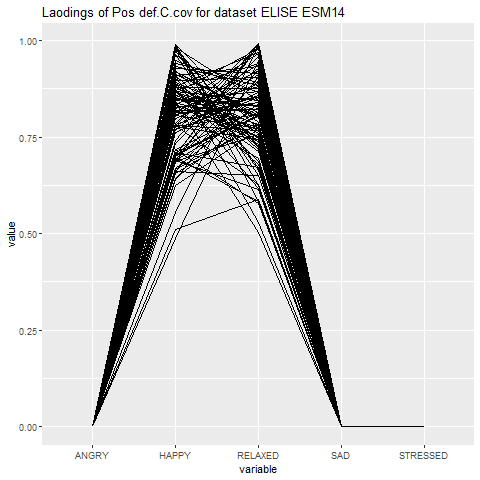 Laodings of Pos def.C.cov for dataset ELISE ESM14
1.00
0.75
0.50
0.25
0.00
value
ANGRY HAPPY RELAXED SAD STRESSED
variable